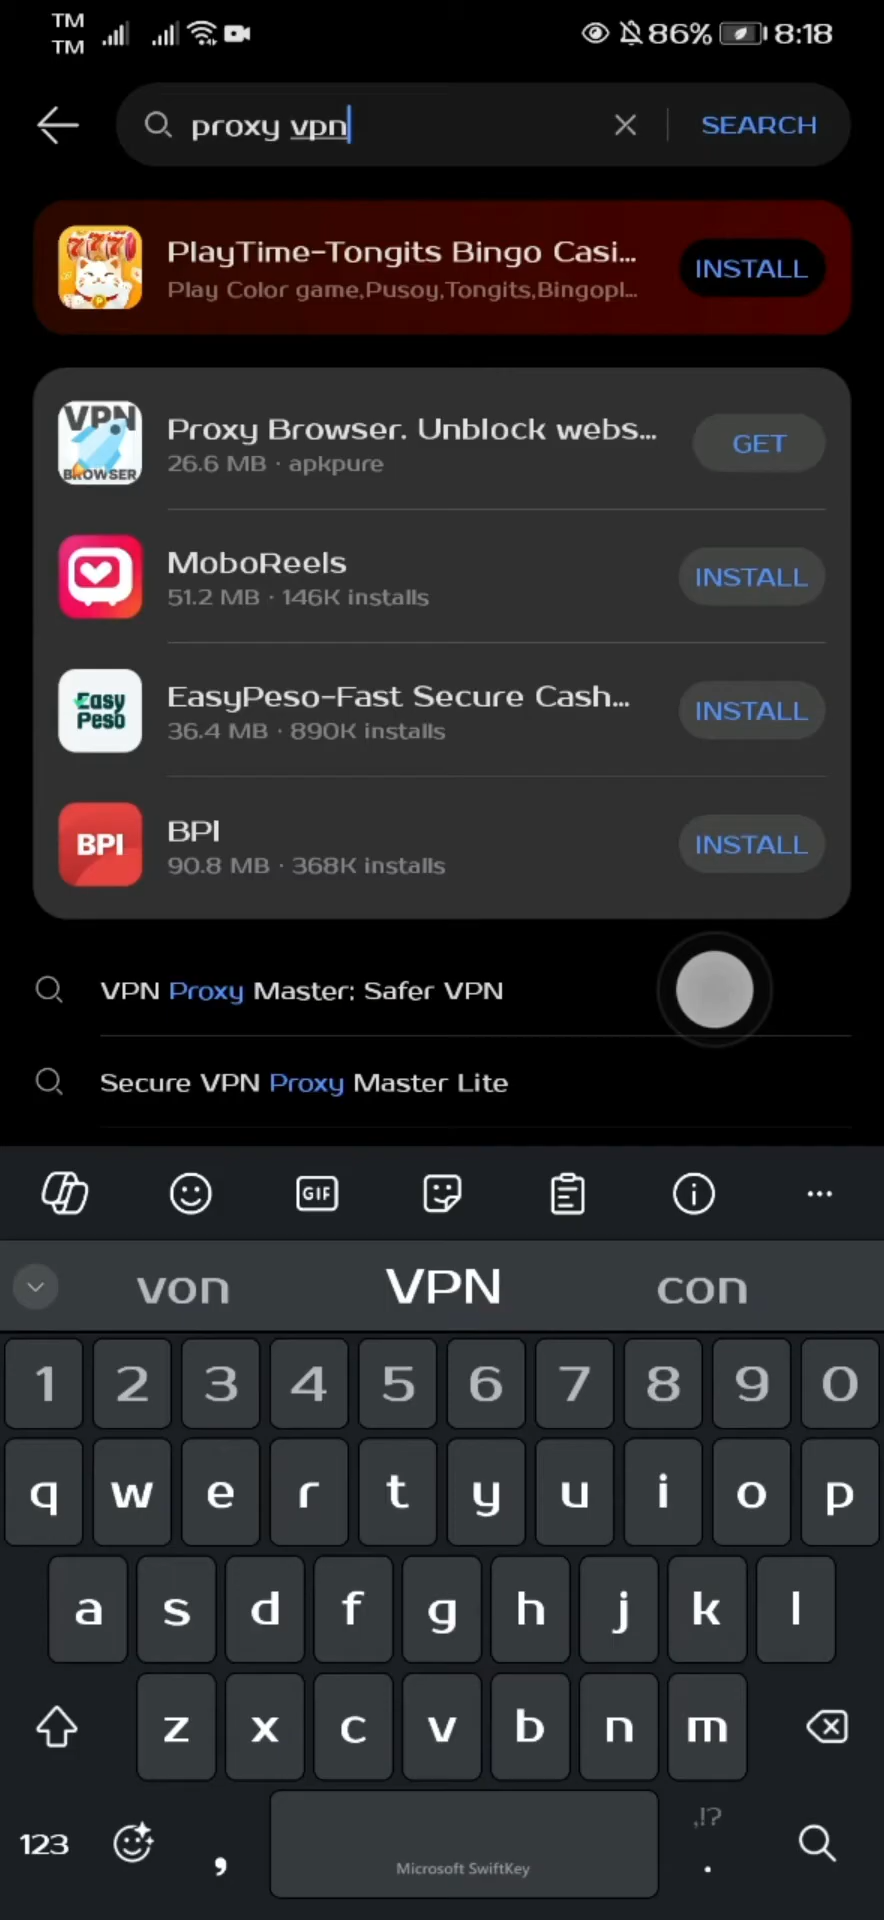 TM
TM
86%
8:18
proxy vpn
SEARCH
7777
PlayTime-Tongits Bingo Casi...
Play Color game,Pusoy,Tongits,Bingopl...
INSTALL
VPN
BROWSER
Proxy Browser. Unblock webs...
26.6 MB · apkpure
GET
MoboReels
51.2 MB · 146K installs
INSTALL
Easy
Peso
EasyPeso-Fast Secure Cash...
36.4 MB · 890K installs
INSTALL
BPI
BPI
90.8 MB · 368K installs
INSTALL
VPN Proxy Master: Safer VPN
Secure VPN Proxy Master Lite
GIF
von VPN con
1 2 3 4 5 6 7 8 9 0
q w e r t y u i o p
a s d f g h j k l
z x c v b n m
123 , Microsoft SwiftKey ,!? .